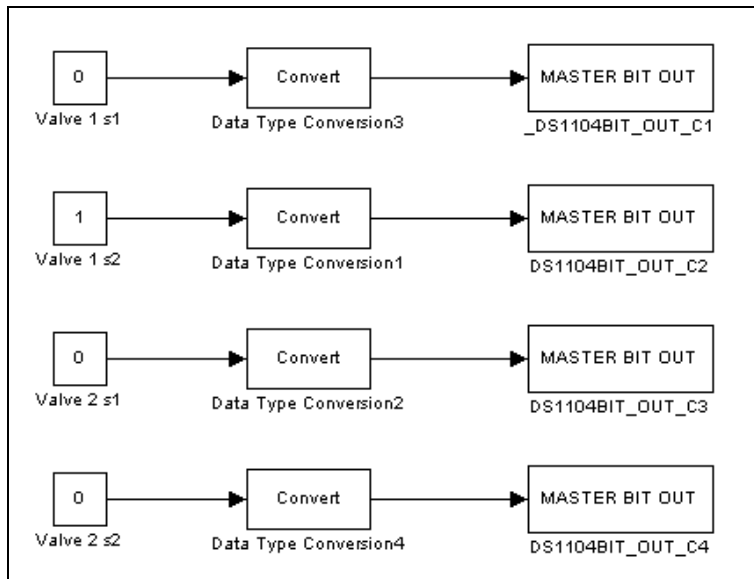 0 Convert MASTER BIT OUT
Valve 1 s1 Data Type Conversion3 _DS1104BIT_OUT_C1
1 Convert MASTER BIT OUT
Valve 1 s2 Data Type Conversion1 DS1104BIT_OUT_C2
0 Convert MASTER BIT OUT
Valve 2 s1 Data Type Conversion2 DS1104BIT_OUT_C3
0 Convert MASTER BIT OUT
Valve 2 s2 Data Type Conversion4 DS1104BIT_OUT_C4